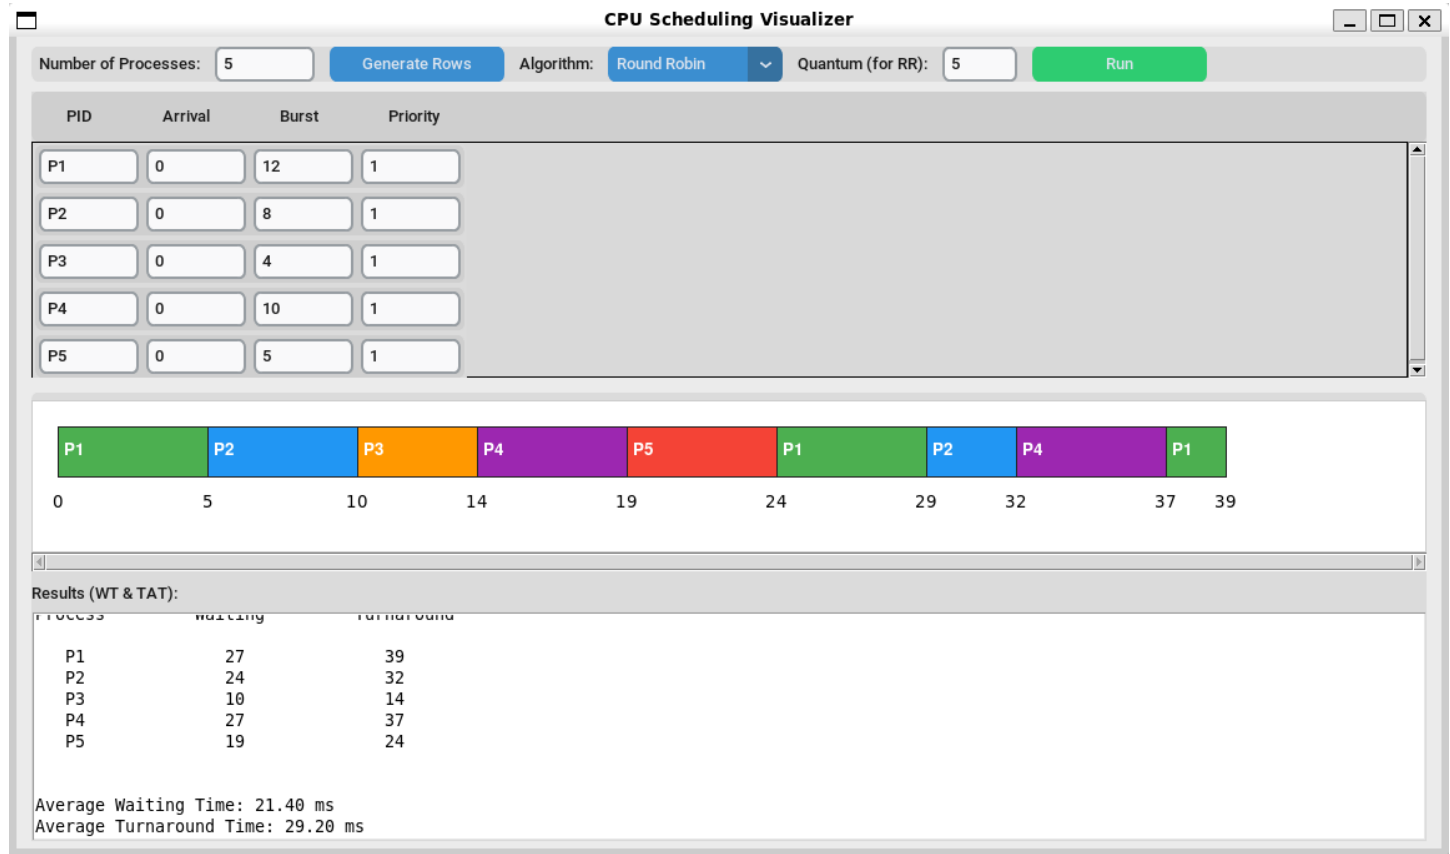 CPU Scheduling Visualizer
Number of Processes: 5 Generate Rows Algorithm: Round Robin Quantum (for RR): 5 Run
PID Arrival Burst Priority
P1 0 12 1
P2 0 8 1
P3 0 4 1
P4 0 10 1
P5 0 5 1
P1 P2 P3 P4 P5 P1 P2 P4 P1
0 5 10 14 19 24 29 32 37 39
Results (WT & TAT):
Process Waiting Turnaround
P1 27 39
P2 24 32
P3 10 14
P4 27 37
P5 19 24
Average Waiting Time: 21.40 ms
Average Turnaround Time: 29.20 ms